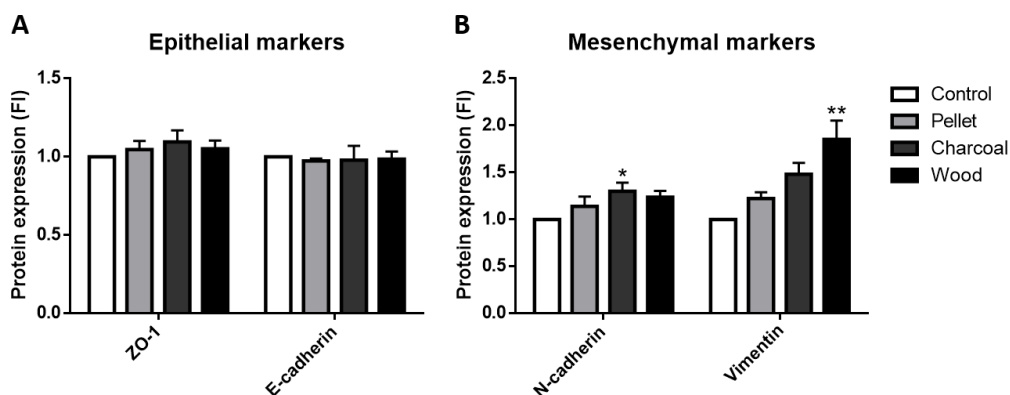 A
Epithelial markers
Protein expression (FI)
1.5
1.0
0.5
0.0
ZO-1
E-cadherin
B
Mesenchymal markers
Protein expression (FI)
2.5
2.0
1.5
1.0
0.5
0.0
*
**
N-cadherin
Vimentin
Control
Pellet
Charcoal
Wood